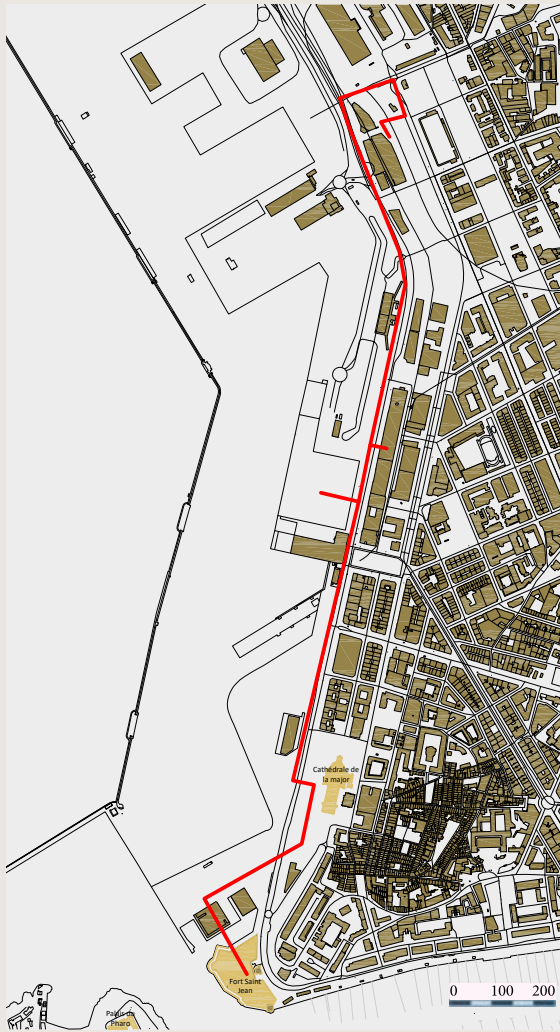 Cathédrale de
la major
Fort Saint
Jean
Palais du
Pharo
0 100 200